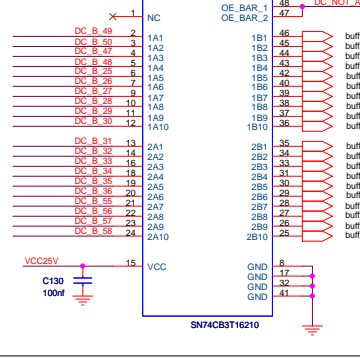 48 DC_NOT_A
OE_BAR_1
1 NC OE_BAR_2 47
DC_B_49 2 1A1 1B1 46 buff
DC_B_50 3 1A2 1B2 45 buff
DC_B_47 4 1A3 1B3 44 buff
DC_B_48 5 1A4 1B4 43 buff
DC_B_25 6 1A5 1B5 42 buff
DC_B_26 7 1A6 1B6 40 buff
DC_B_27 9 1A7 1B7 39 buff
DC_B_28 10 1A8 1B8 38 buff
DC_B_29 11 1A9 1B9 37 buff
DC_B_30 12 1A10 1B10 36 buff
DC_B_31 13 2A1 2B1 35 buff
DC_B_32 14 2A2 2B2 34 buff
DC_B_33 16 2A3 2B3 33 buff
DC_B_34 18 2A4 2B4 31 buff
DC_B_35 19 2A5 2B5 30 buff
DC_B_36 20 2A6 2B6 29 buff
DC_B_55 21 2A7 2B7 28 buff
DC_B_56 22 2A8 2B8 27 buff
DC_B_57 23 2A9 2B9 26 buff
DC_B_58 24 2A10 2B10 25 buff
VCC25V 15 VCC GND 8
GND 17
C130 GND 32
100nf GND 41
SN74CB3T16210